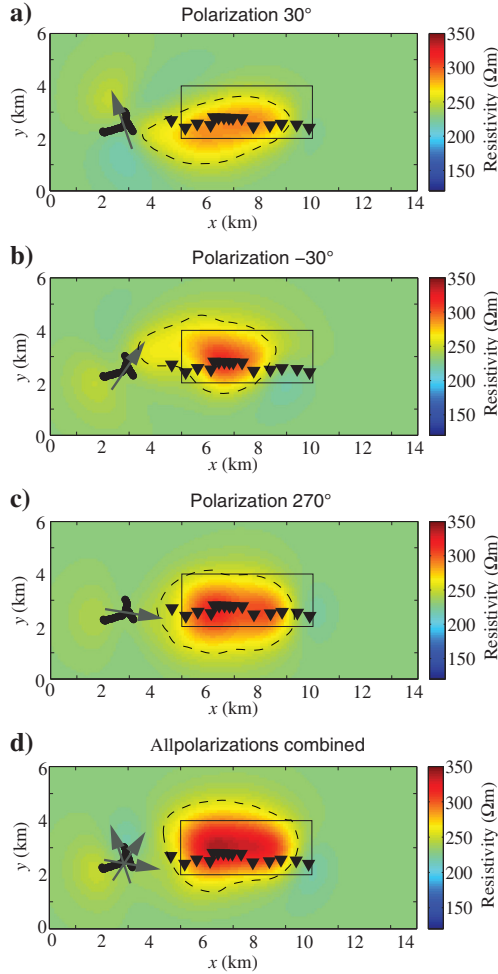 a)
Polarization 30°
6
4
2
0
y (km)
0 2 4 6 8 10 12 14
x (km)
350
300
250
200
150
Resistivity (Ωm)
b)
Polarization −30°
6
4
2
0
y (km)
0 2 4 6 8 10 12 14
x (km)
350
300
250
200
150
Resistivity (Ωm)
c)
Polarization 270°
6
4
2
0
y (km)
0 2 4 6 8 10 12 14
x (km)
350
300
250
200
150
Resistivity (Ωm)
d)
Allpolarizations combined
6
4
2
0
y (km)
0 2 4 6 8 10 12 14
x (km)
350
300
250
200
150
Resistivity (Ωm)